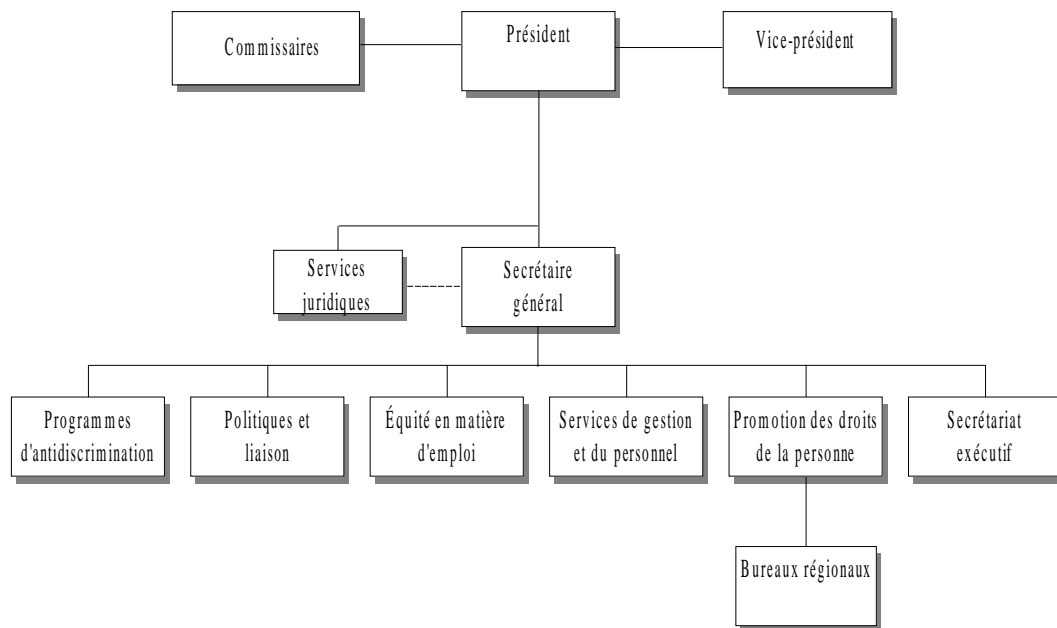 Commissaires
Président
Vice-président
Services
juridiques
Secrétaire
général
Programmes
d'antidiscrimination
Politiques et
liaison
Équité en matière
d'emploi
Services de gestion
et du personnel
Promotion des droits
de la personne
Secrétariat
exécutif
Bureaux régionaux